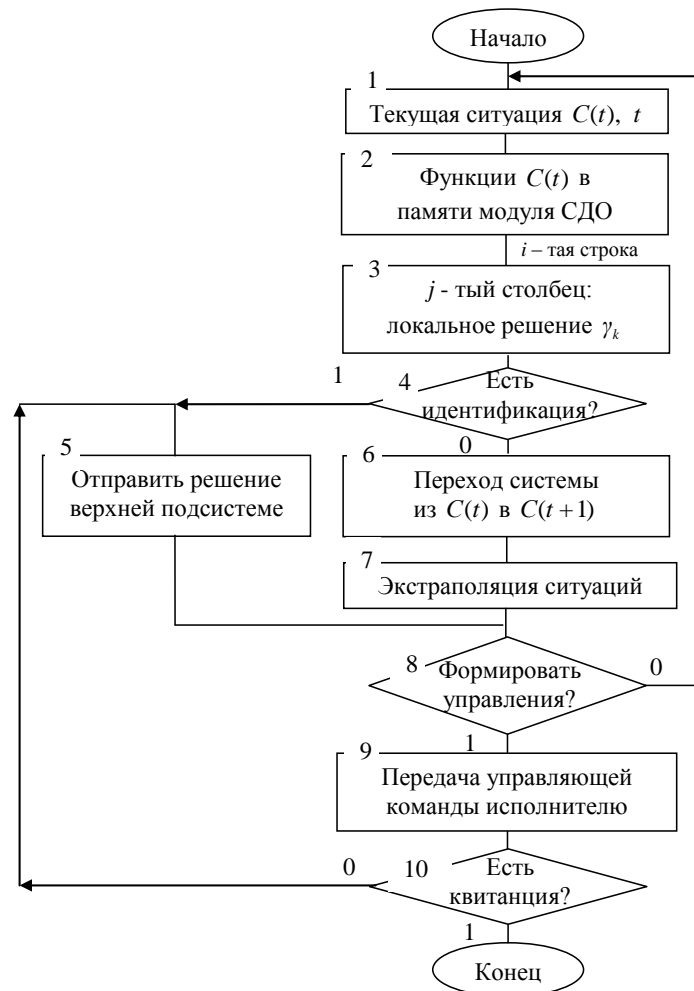 Начало
1
Текущая ситуация C(t), t
2
Функции C(t) в
памяти модуля СДО
i – тая строка
3
j - тый столбец:
локальное решение γk
1
4
Есть
идентификация?
0
5
Отправить решение
верхней подсистеме
6
Переход системы
из C(t) в C(t+1)
7
Экстраполяция ситуаций
8
Формировать
управления?
0
1
9
Передача управляющей
команды исполнителю
0
10
Есть
квитанция?
1
Конец